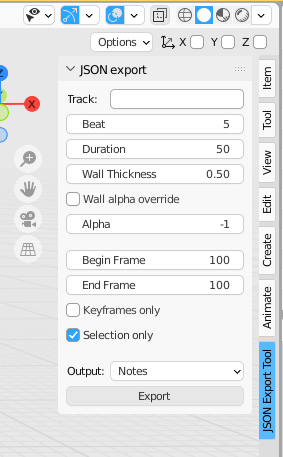 Options
X
Y
Z
JSON export
Track:
Beat 5
Duration 50
Wall Thickness 0.50
Wall alpha override
Alpha -1
Begin Frame 100
End Frame 100
Keyframes only
Selection only
Output: Notes
Export
Item
Tool
View
Edit
Create
Animate
JSON Export Tool
Z
X